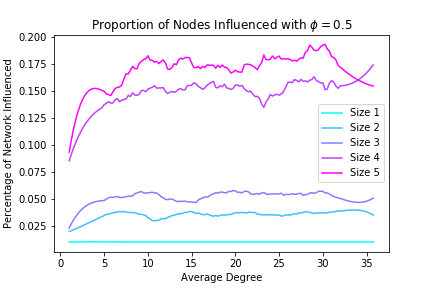 Proportion of Nodes Influenced with ϕ = 0.5
Percentage of Network Influenced
0.200
0.175
0.150
0.125
0.100
0.075
0.050
0.025
Size 1
Size 2
Size 3
Size 4
Size 5
0 5 10 15 20 25 30 35
Average Degree